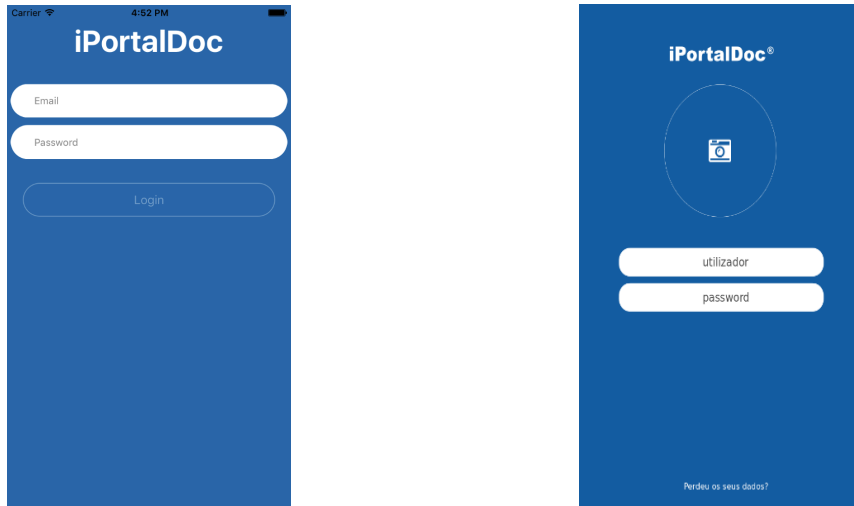 Carrier 4:52 PM
iPortalDoc
Email
Password
Login
iPortalDoc®
utilizador
password
Perdeu os seus dados?